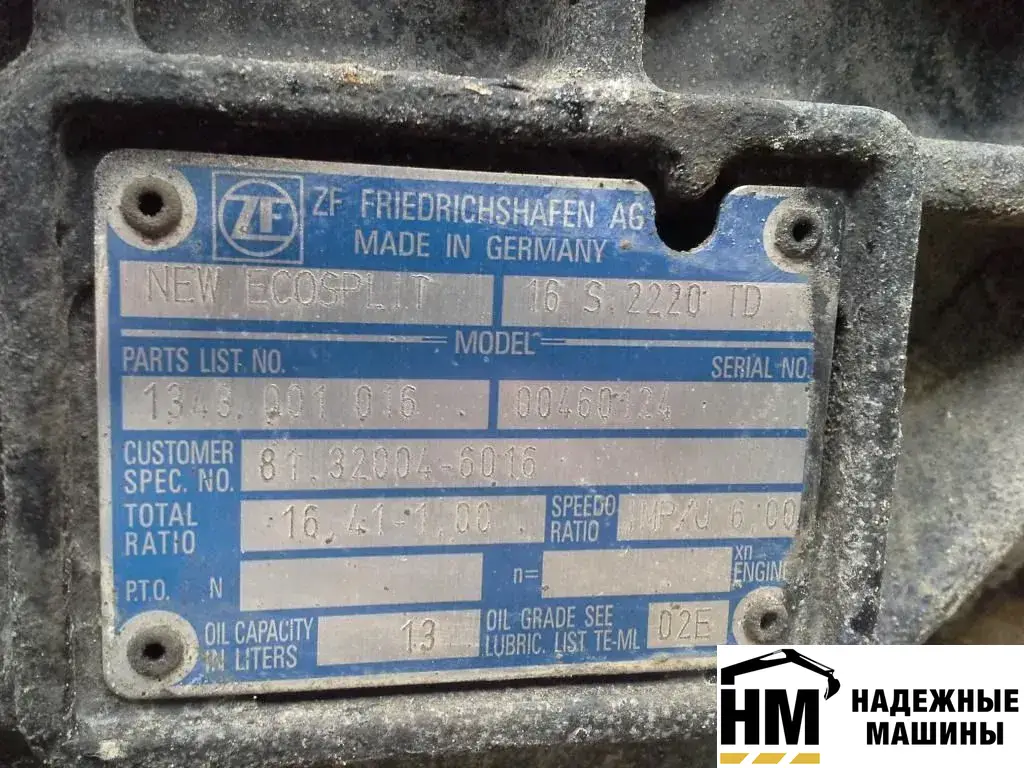 ZF
ZF FRIEDRICHSHAFEN AG
MADE IN GERMANY
NEW ECOSPLIT 16 S 2220 TD
MODEL
PARTS LIST NO. SERIAL NO.
1343.001 016 00460124
CUSTOMER SPEC. NO. 81.32004-6016
TOTAL RATIO 16.41-1.00 SPEEDO RATIO IMP/U 6.00
P.T.O. N n= xn ENGINE
OIL CAPACITY IN LITERS 13 OIL GRADE SEE LUBRIC. LIST TE-ML 02E
НМ НАДЕЖНЫЕ
МАШИНЫ